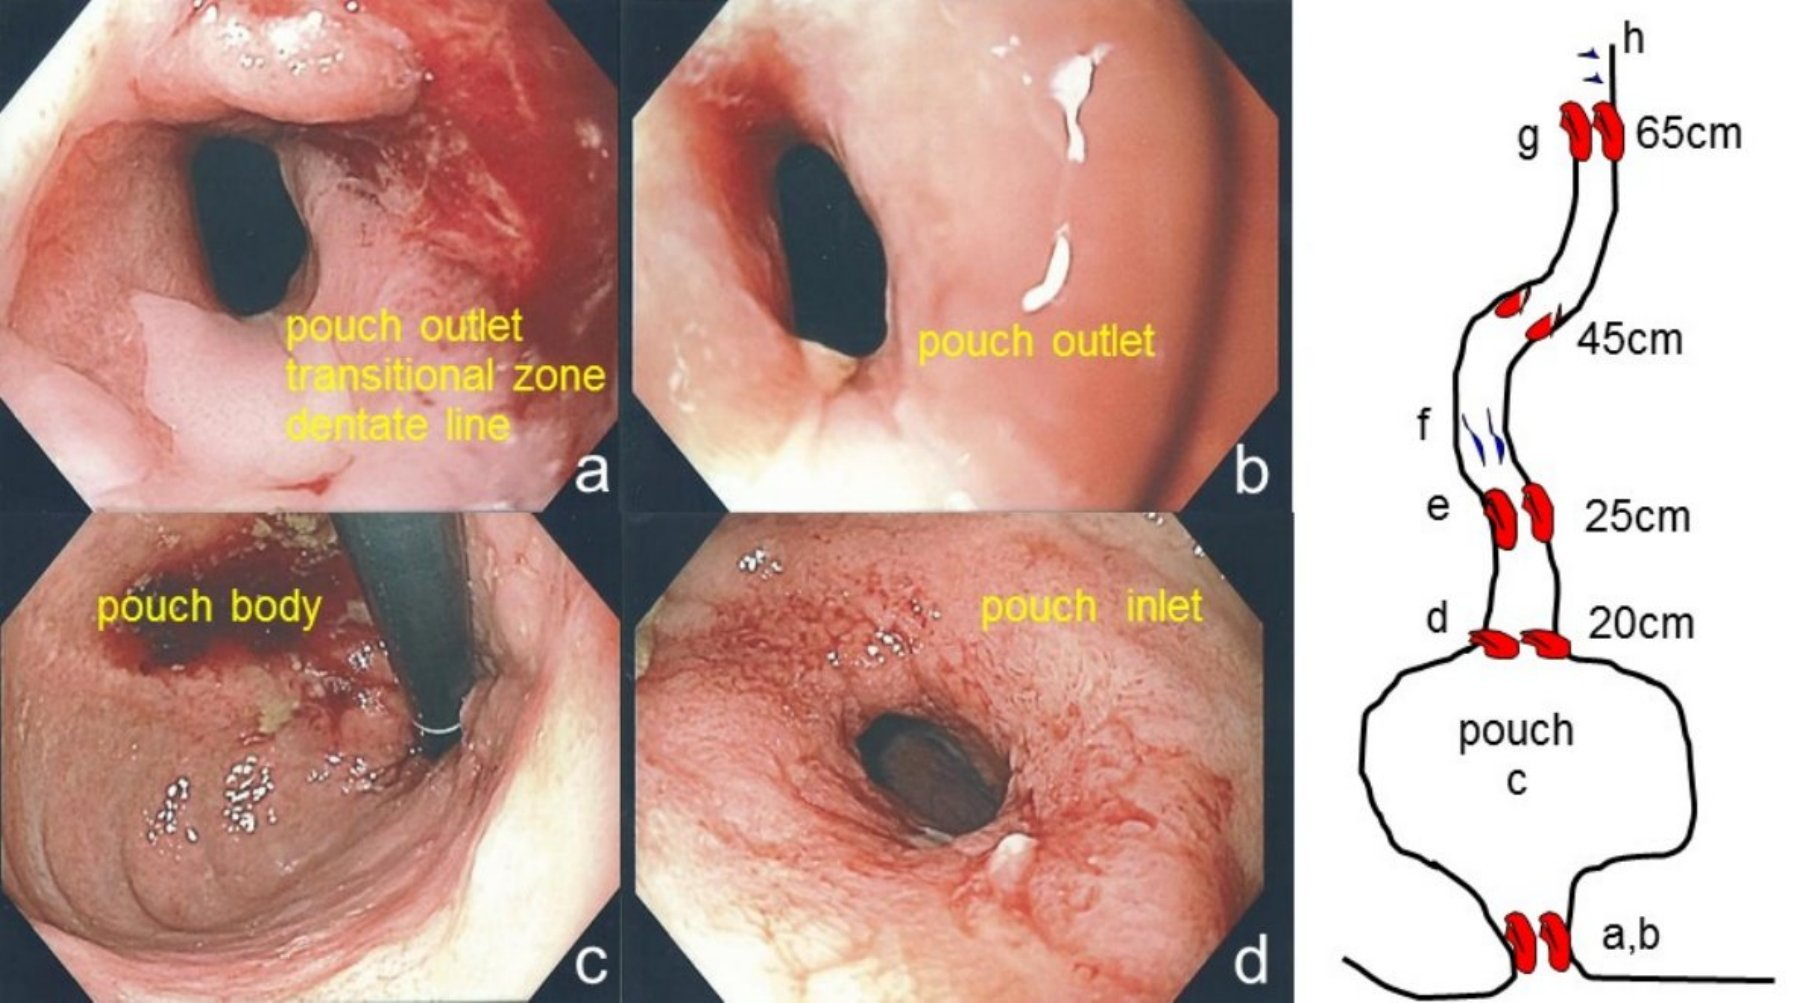 pouch outlet
transitional zone
dentate line
a
pouch outlet
b
pouch body
c
pouch inlet
d
h
g
65cm
45cm
f
e
25cm
d
20cm
pouch
c
a,b